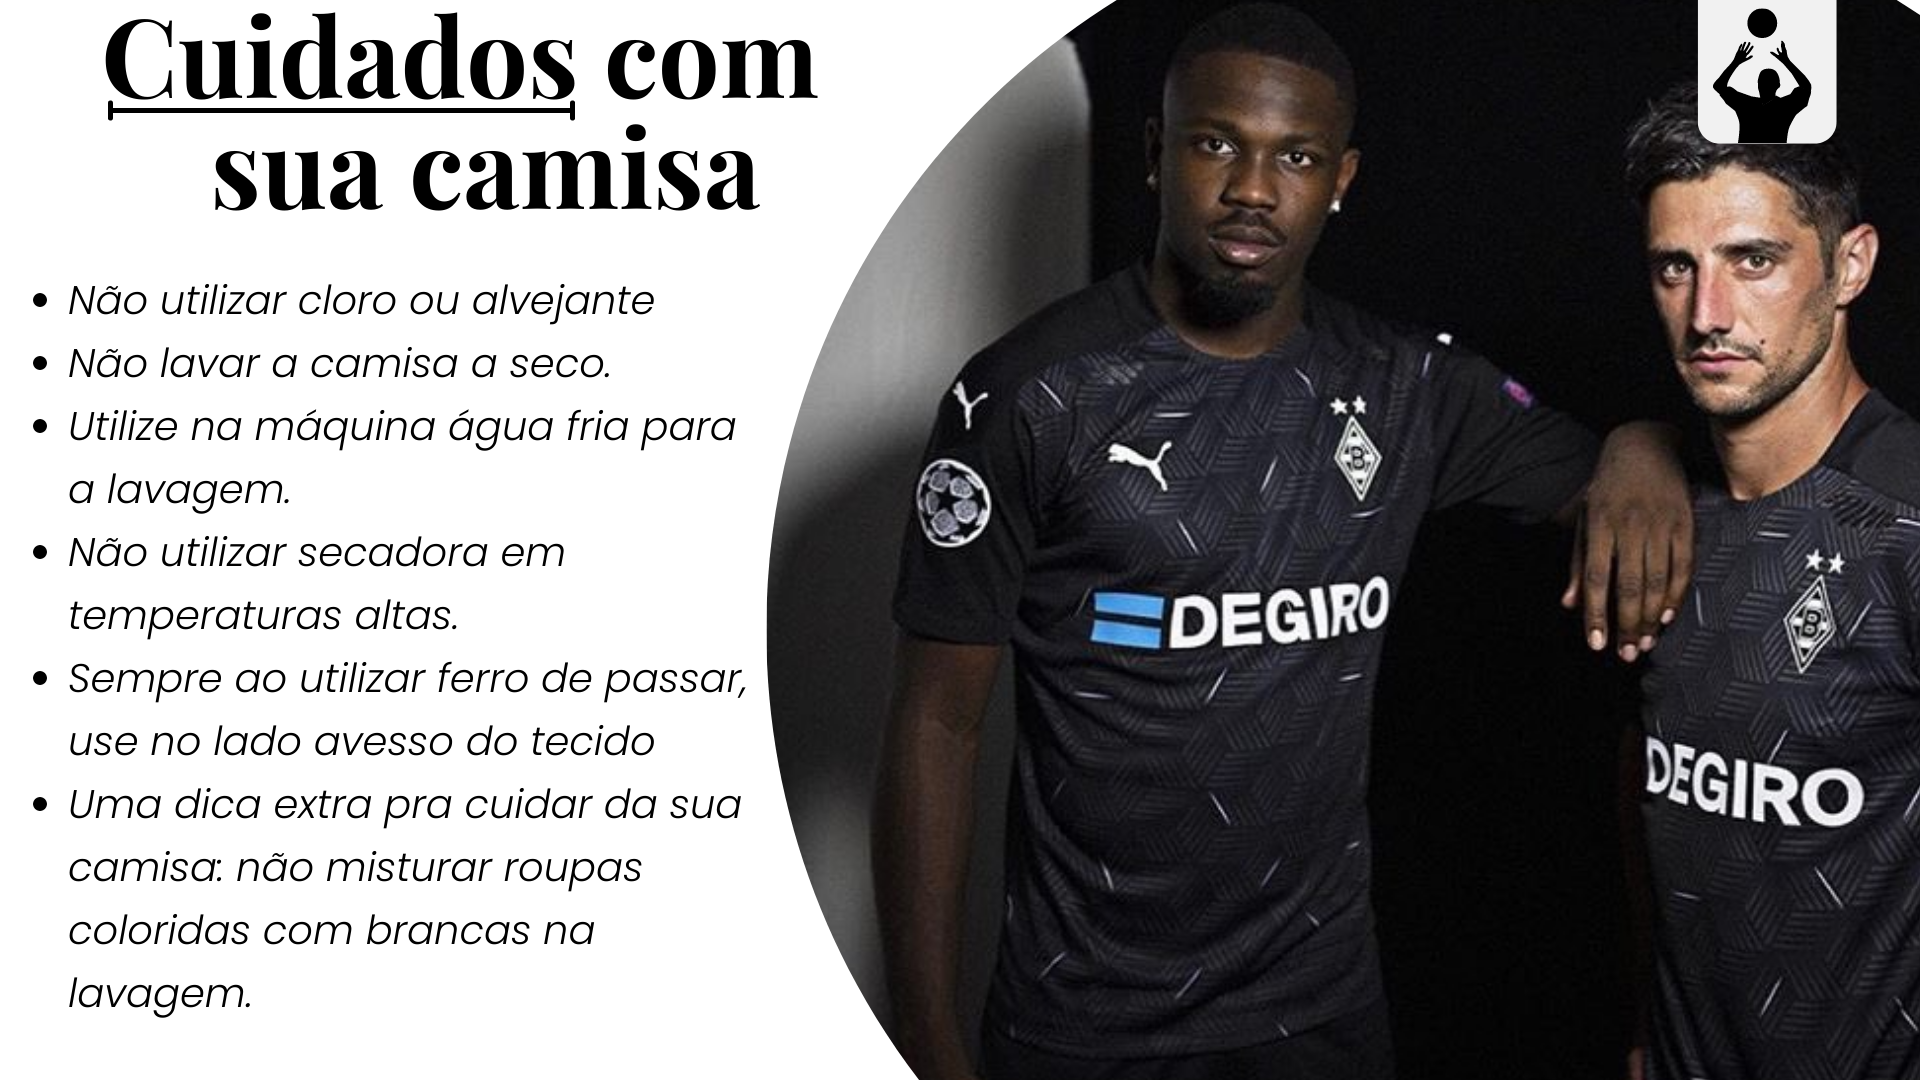 Cuidados com
sua camisa
Não utilizar cloro ou alvejante
Não lavar a camisa a seco.
Utilize na máquina água fria para
a lavagem.
Não utilizar secadora em
temperaturas altas.
Sempre ao utilizar ferro de passar,
use no lado avesso do tecido
Uma dica extra pra cuidar da sua
camisa: não misturar roupas
coloridas com brancas na
lavagem.
B
DEGIRO
B
DEGIRO